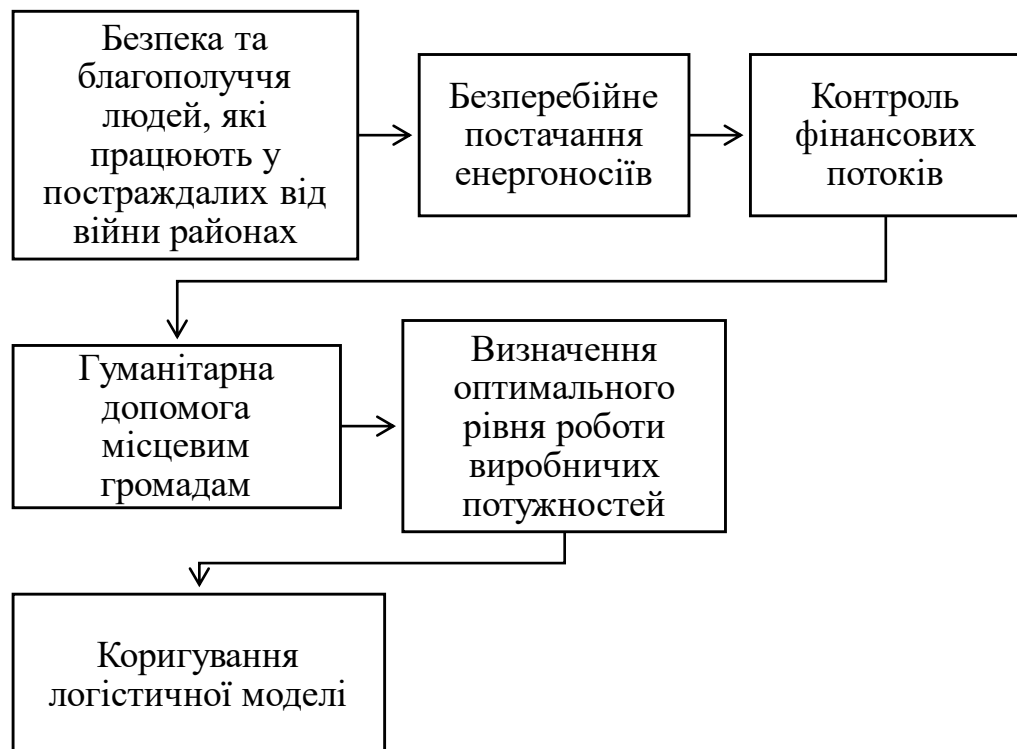 Безпека та
благополуччя
людей, які
працюють у
постраждалих від
війни районах
Безперебійне
постачання
енергоносіїв
Контроль
фінансових
потоків
Гуманітарна
допомога
місцевим
громадам
Визначення
оптимального
рівня роботи
виробничих
потужностей
Коригування
логістичної моделі